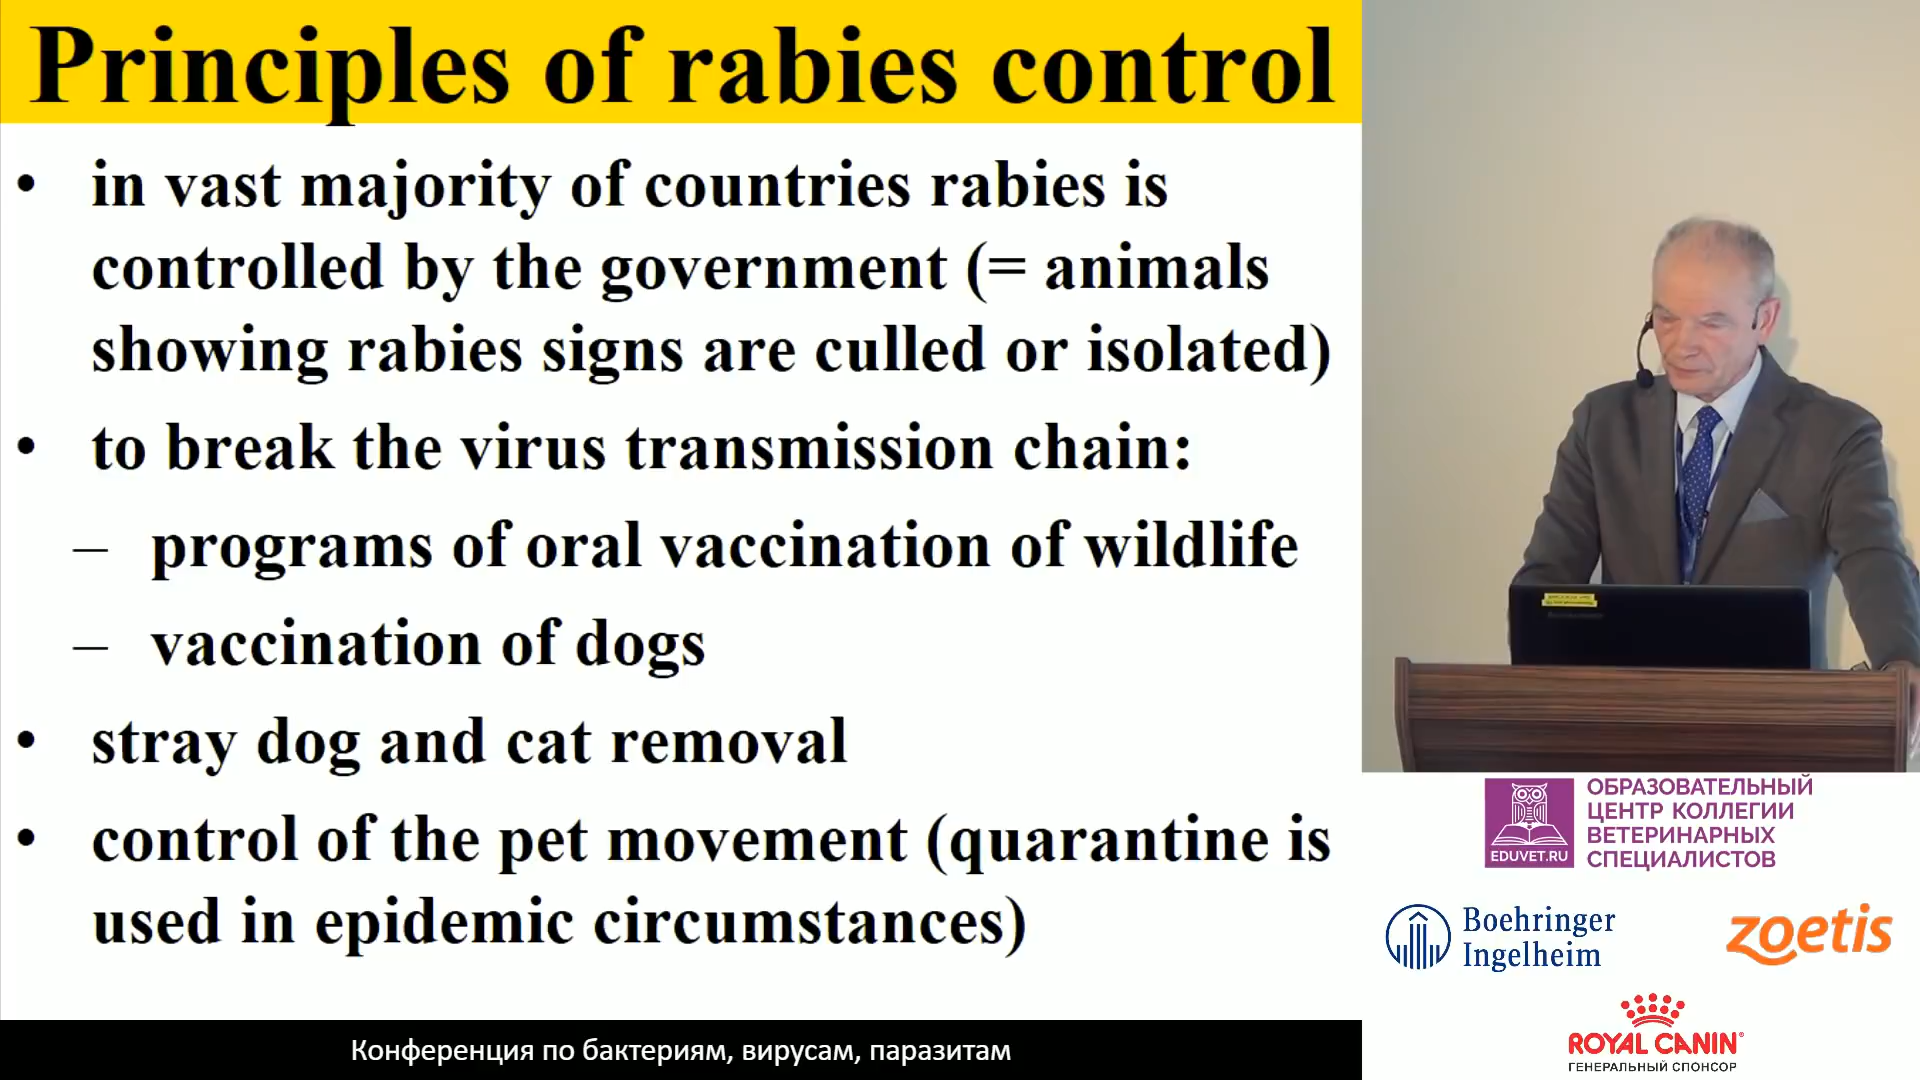 Principles of rabies control
• in vast majority of countries rabies is
controlled by the government (= animals
showing rabies signs are culled or isolated)
• to break the virus transmission chain:
– programs of oral vaccination of wildlife
– vaccination of dogs
• stray dog and cat removal
• control of the pet movement (quarantine is
used in epidemic circumstances)
Конференция по бактериям, вирусам, паразитам
EDUVET.RU
ОБРАЗОВАТЕЛЬНЫЙ
ЦЕНТР КОЛЛЕГИИ
ВЕТЕРИНАРНЫХ
СПЕЦИАЛИСТОВ
Boehringer
Ingelheim
zoetis
ROYAL CANIN®
ГЕНЕРАЛЬНЫЙ СПОНСОР